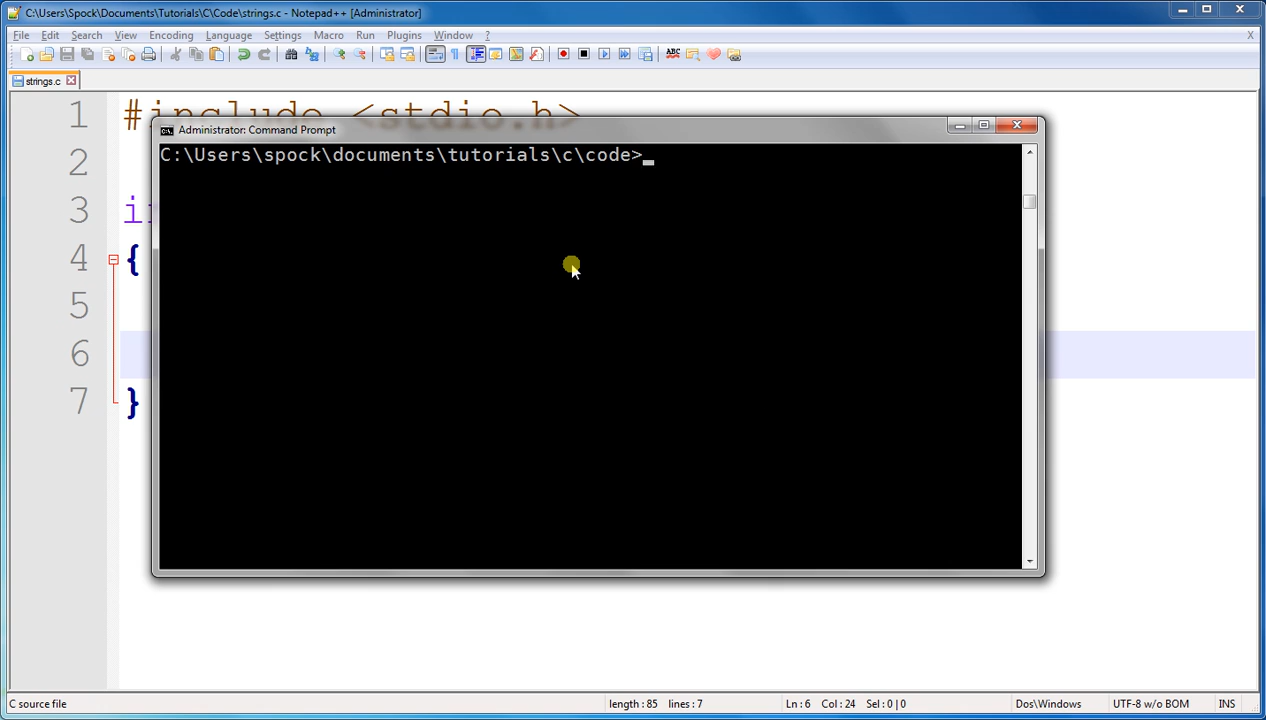 C:\Users\Spock\Documents\Tutorials\C\Code\strings.c - Notepad++ [Administrator]
File Edit Search View Encoding Language Settings Macro Run Plugins Window ? X
strings.c
1 #include <stdio.h>
Administrator: Command Prompt
C:\Users\spock\documents\tutorials\c\code>_
2
3
4 {
5
6
7 }
C source file length : 85 lines : 7 Ln : 6 Col : 24 Sel : 0 | 0 Dos\Windows UTF-8 w/o BOM INS